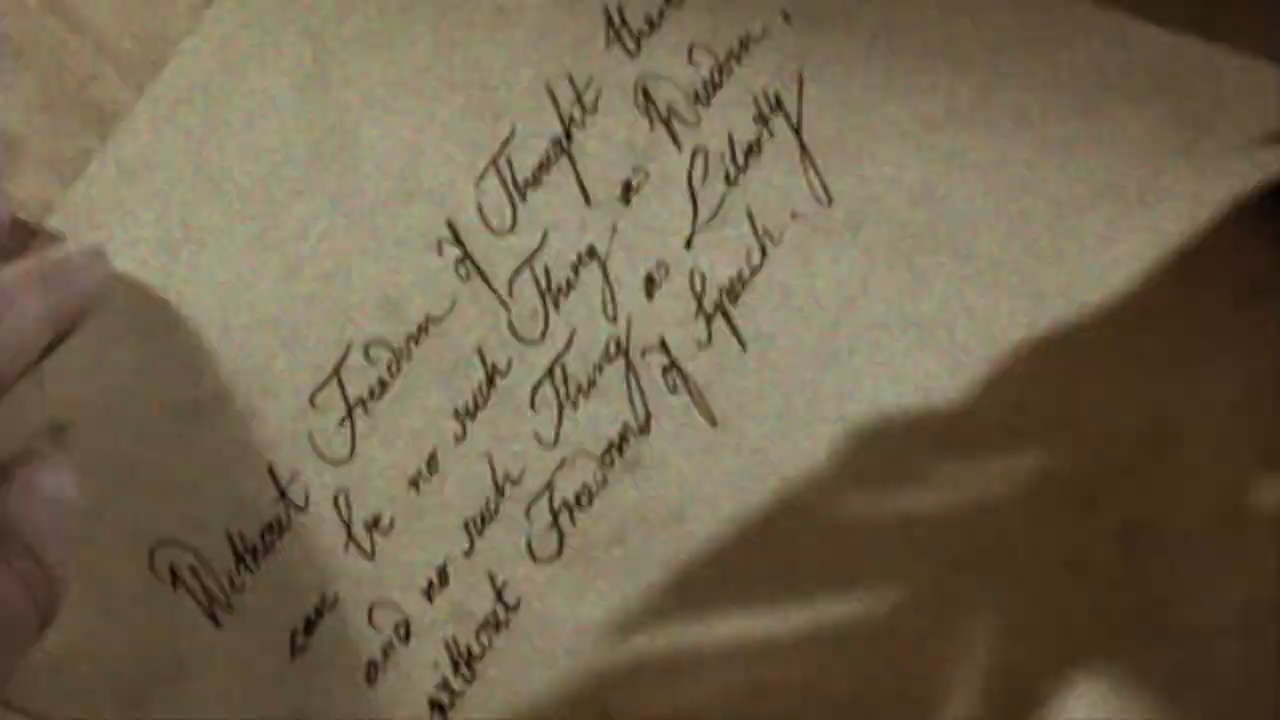 Without Freedom of Thought there
can be no such Thing as Wisdom,
and no such Thing as Liberty
without Freedom of Speech.